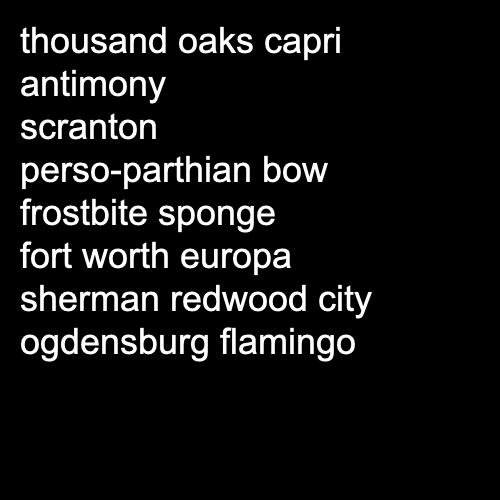 thousand oaks capri
antimony
scranton
perso-parthian bow
frostbite sponge
fort worth europa
sherman redwood city
ogdensburg flamingo